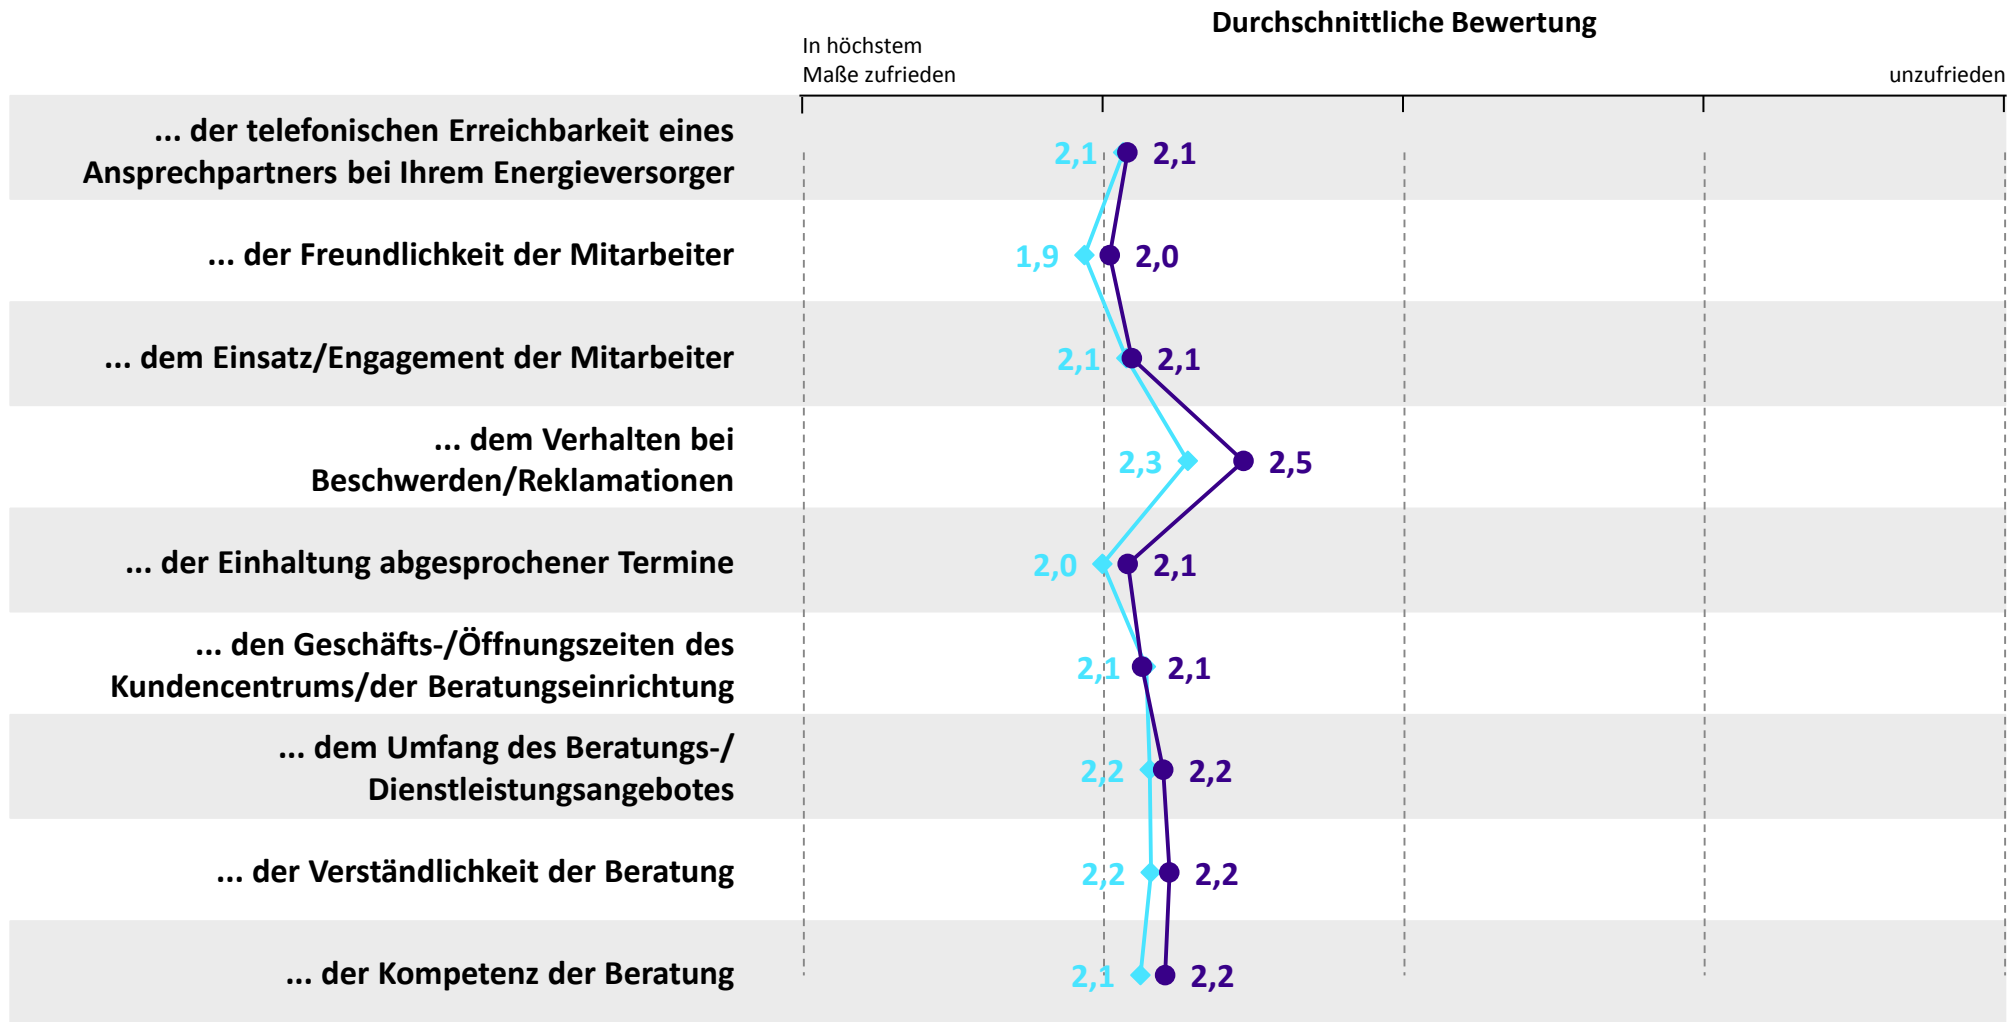 Durchschnittliche Bewertung
In höchstem
Maße zufrieden
unzufrieden
... der telefonischen Erreichbarkeit eines
Ansprechpartners bei Ihrem Energieversorger
2,1
2,1
... der Freundlichkeit der Mitarbeiter
1,9
2,0
... dem Einsatz/Engagement der Mitarbeiter
2,1
2,1
... dem Verhalten bei
Beschwerden/Reklamationen
2,3
2,5
... der Einhaltung abgesprochener Termine
2,0
2,1
... den Geschäfts-/Öffnungszeiten des
Kundencentrums/der Beratungseinrichtung
2,1
2,1
... dem Umfang des Beratungs-/
Dienstleistungsangebotes
2,2
2,2
... der Verständlichkeit der Beratung
2,2
2,2
... der Kompetenz der Beratung
2,1
2,2